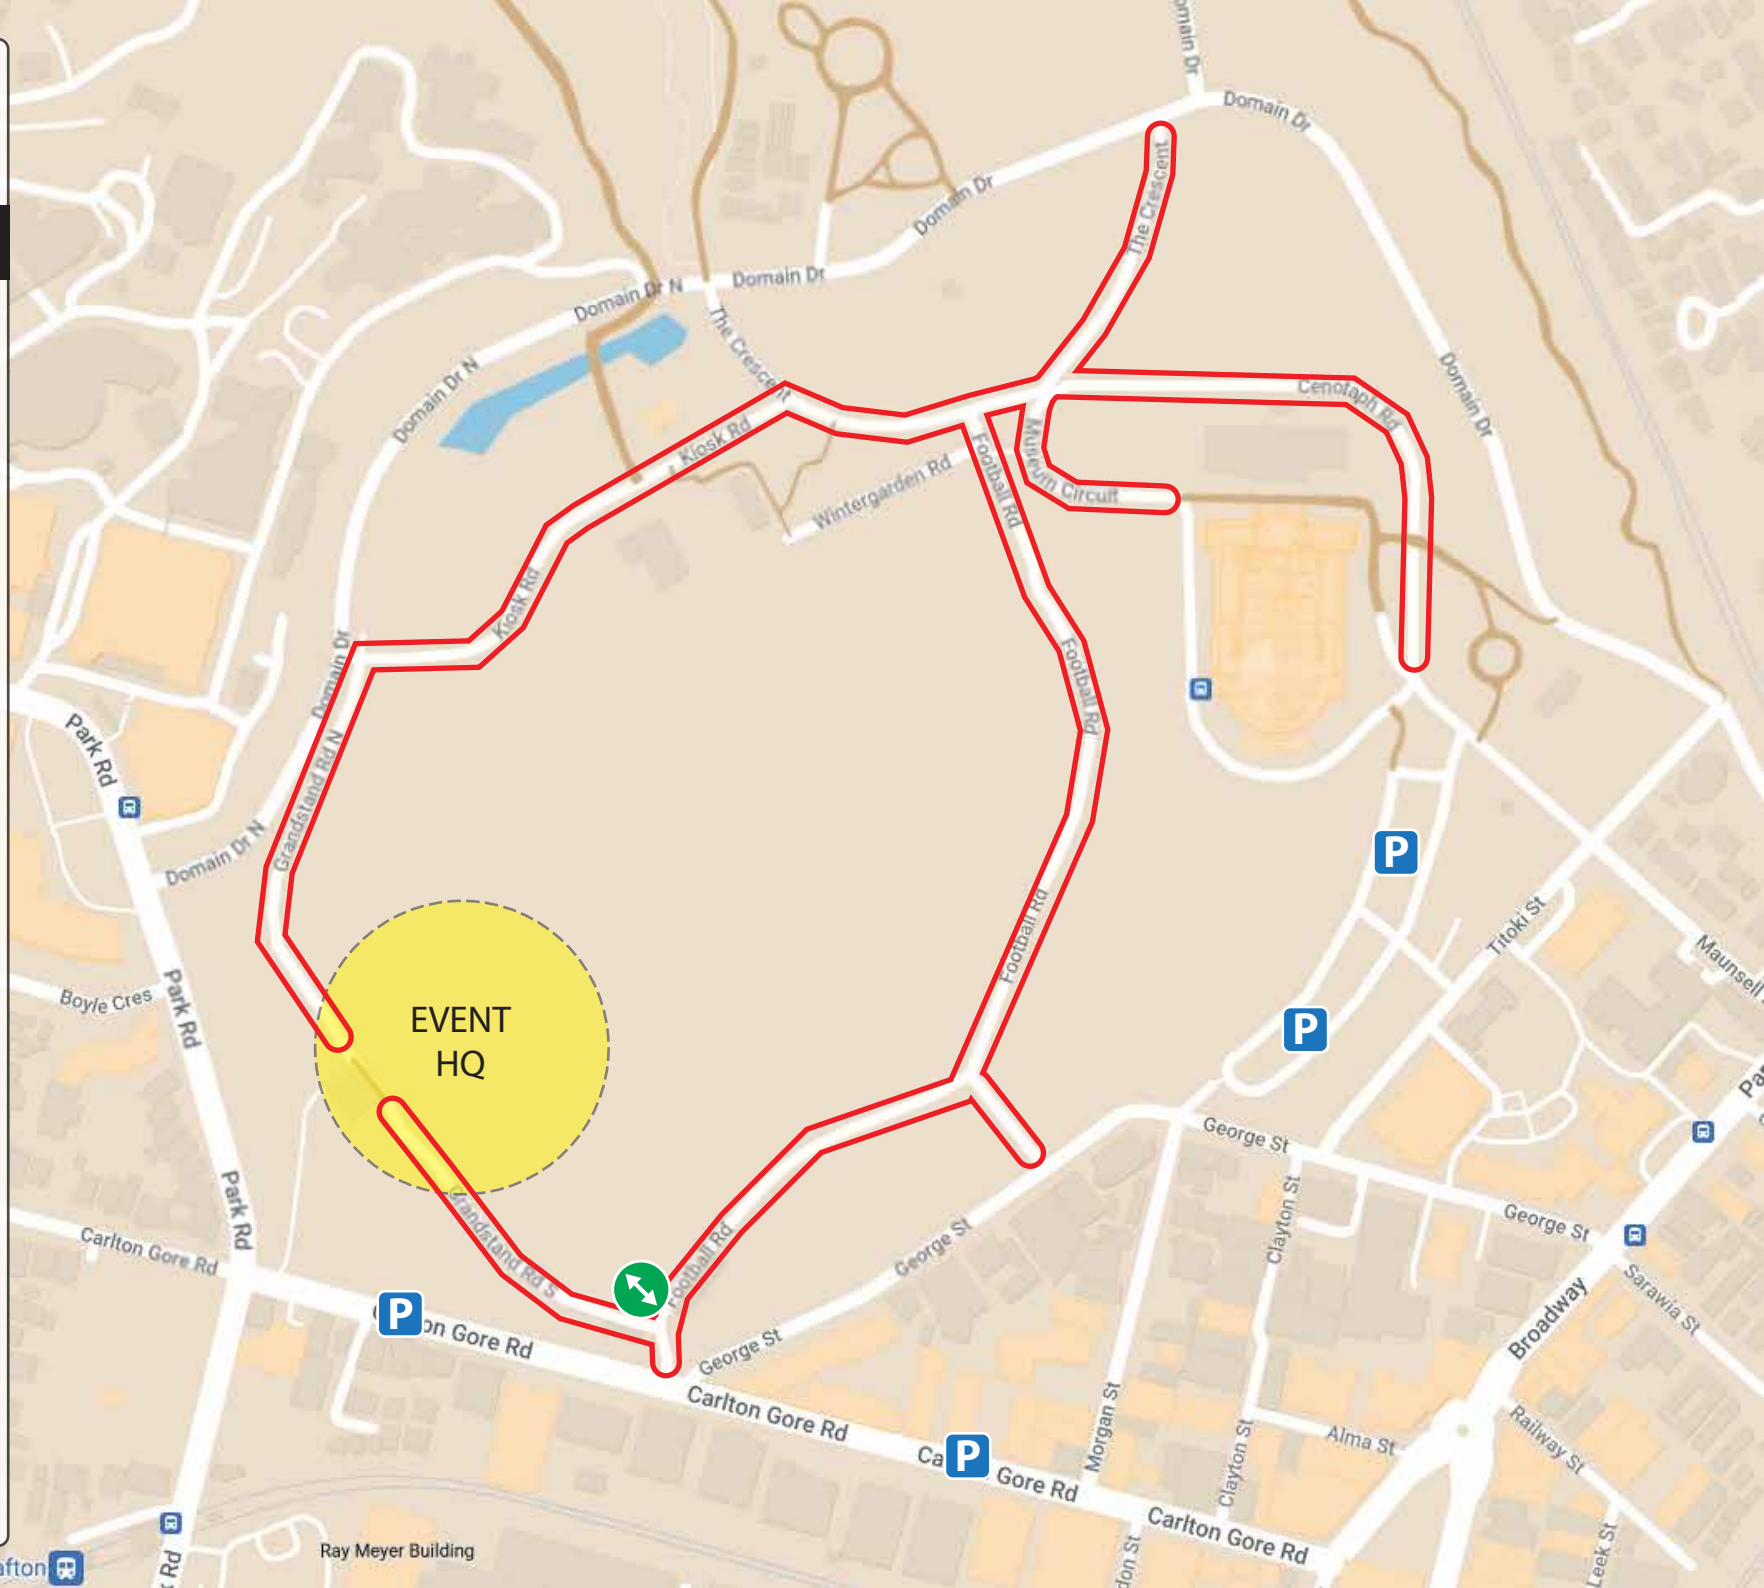 Domain Dr
Domain Dr
The Crescent
Domain Dr
Domain Dr
Domain Dr N
The Crescent
Domain Dr N
Domain Dr
Cenotaph Rd
Kiosk Rd
Football Rd
Museum Circuit
Wintergarden Rd
Kiosk Rd
Domain Dr
Football Rd
Park Rd
Grandstand Rd N
Domain Dr N
P
Football Rd
Titoki St
Maunsell
Boyle Cres
Park Rd
EVENT
HQ
P
George St
Park Rd
Grandstand Rd S
Football Rd
Clayton St
George St
Carlton Gore Rd
George St
Sarawia St
P
on Gore Rd
Broadway
George St
Carlton Gore Rd
Morgan St
Clayton St
Alma St
Railway St
Ca
P
Gore Rd
Carlton Gore Rd
Ray Meyer Building
afton
Rd
don St
Leek St